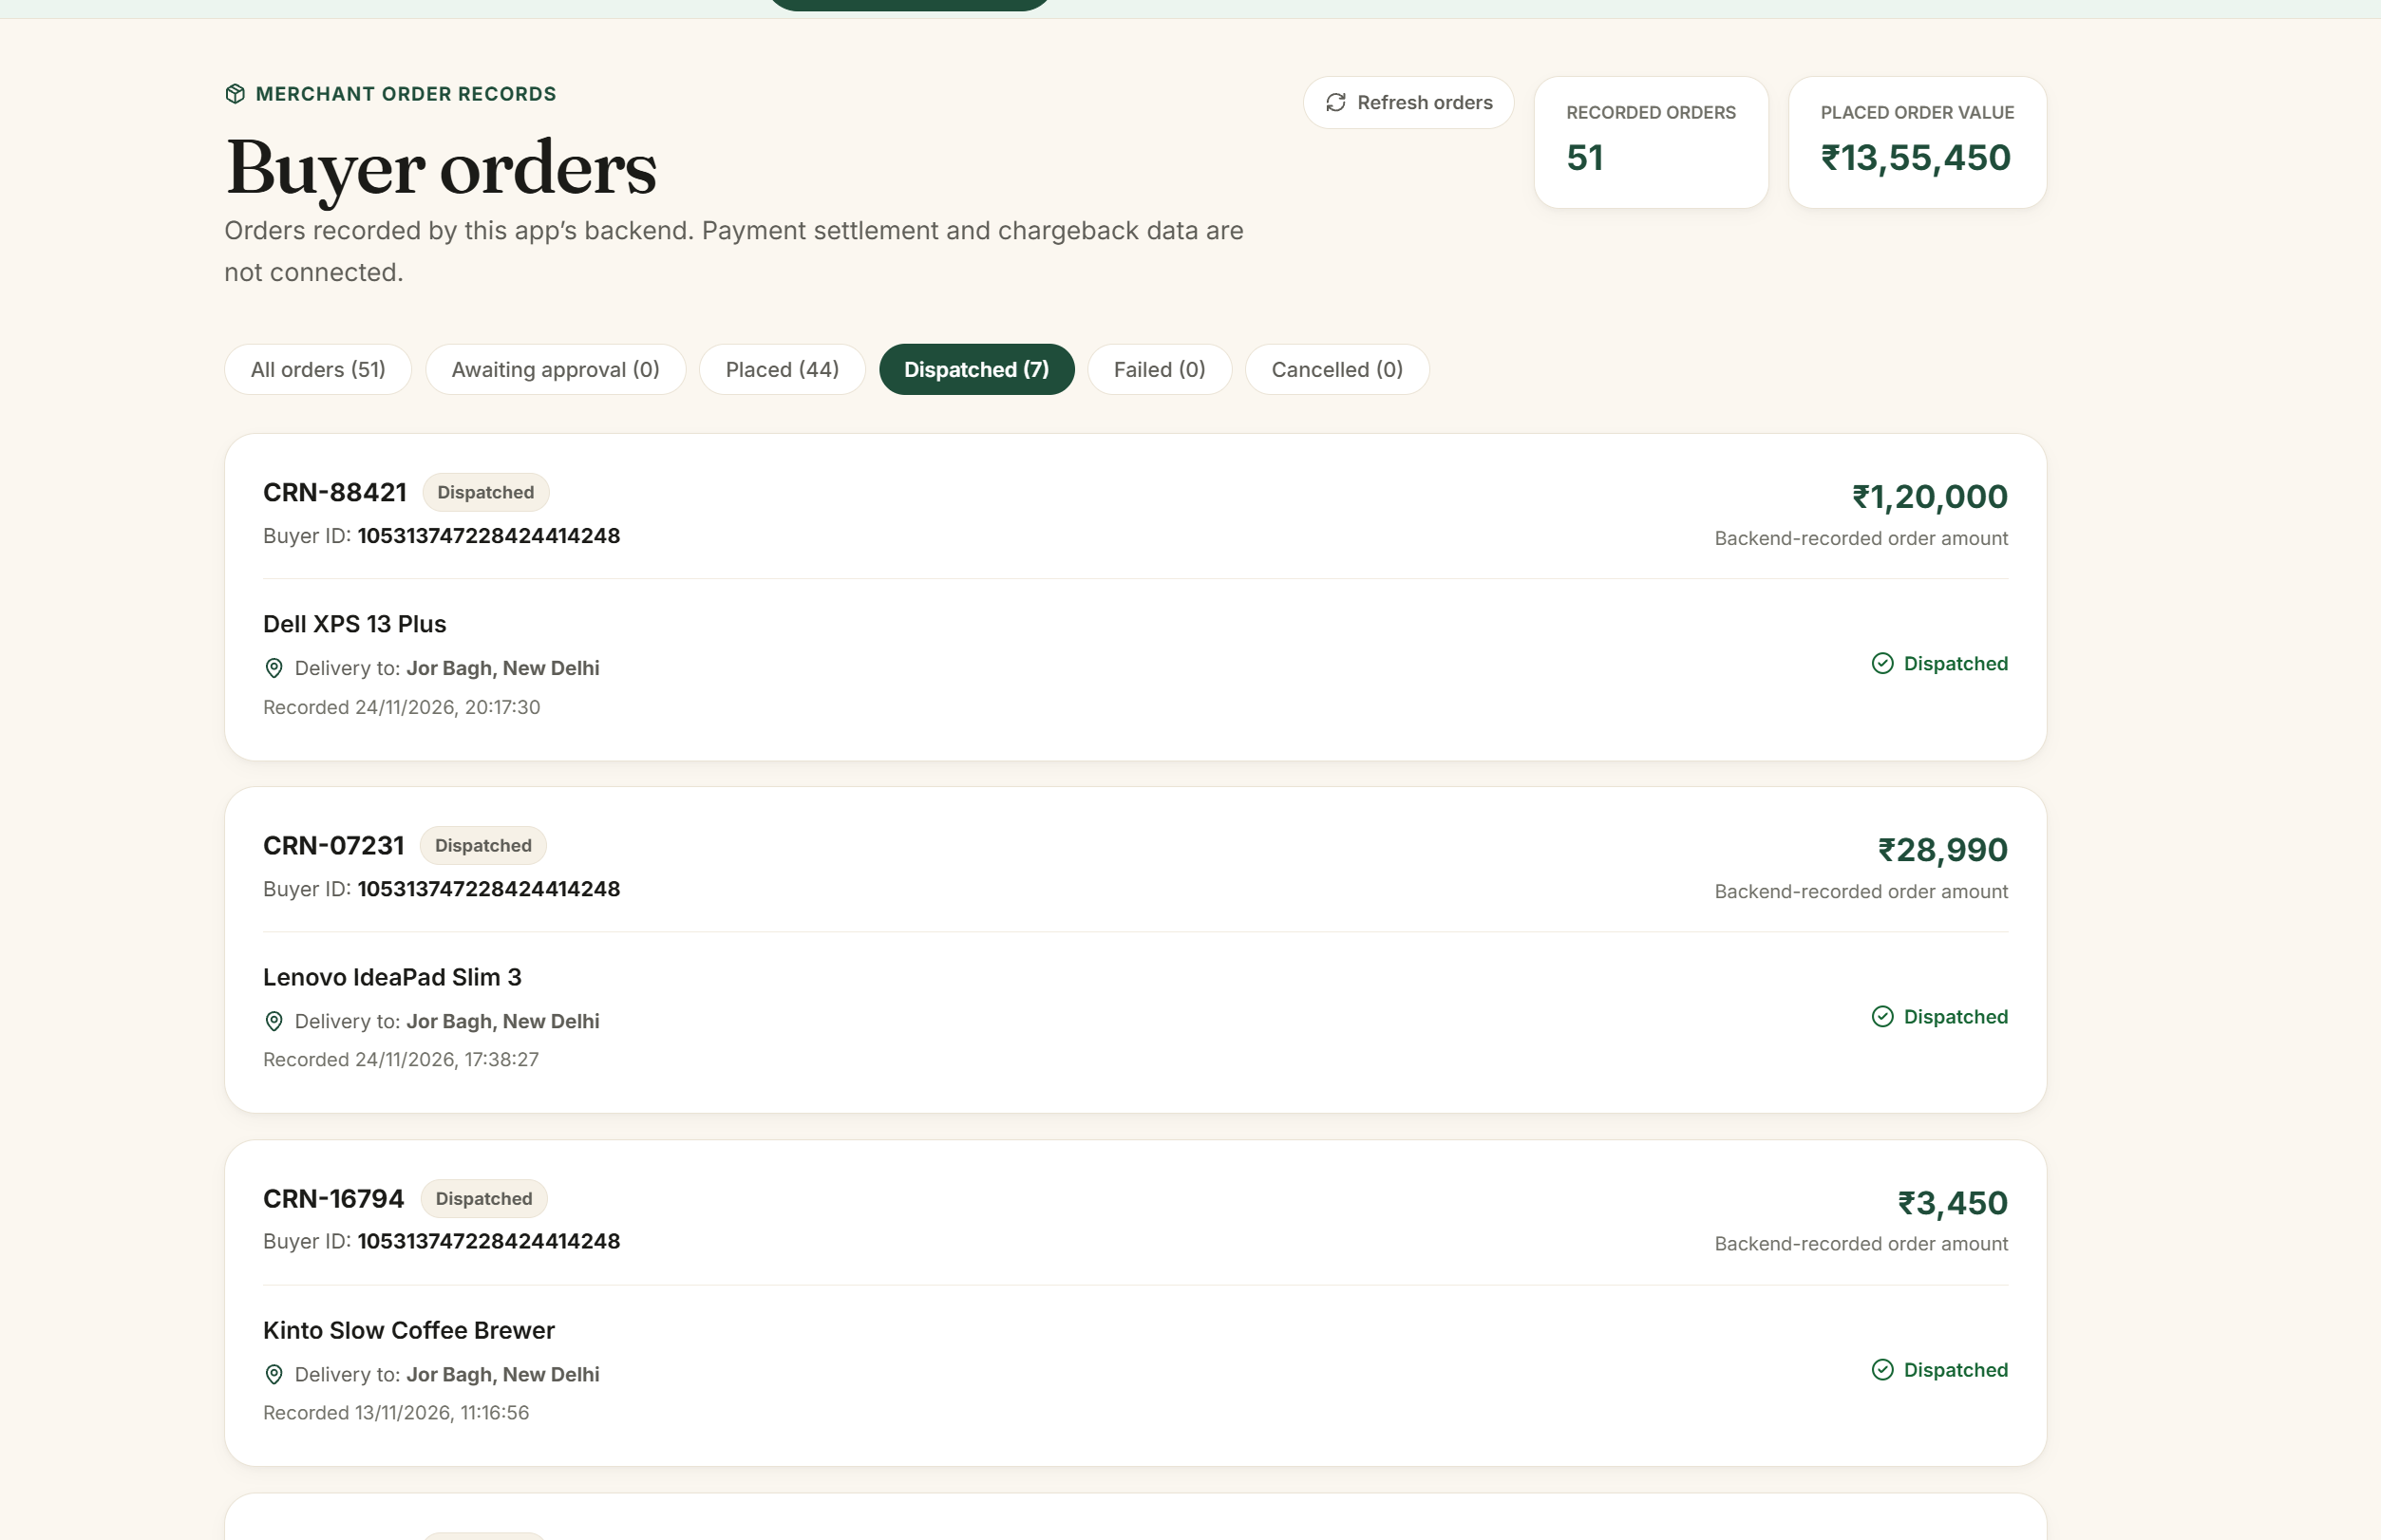 MERCHANT ORDER RECORDS
Buyer orders
Orders recorded by this app’s backend. Payment settlement and chargeback data are
not connected.
Refresh orders
RECORDED ORDERS
51
PLACED ORDER VALUE
₹13,55,450
All orders (51)
Awaiting approval (0)
Placed (44)
Dispatched (7)
Failed (0)
Cancelled (0)
CRN-88421
Dispatched
Buyer ID: 105313747228424414248
₹1,20,000
Backend-recorded order amount
Dell XPS 13 Plus
Delivery to: Jor Bagh, New Delhi
Recorded 24/11/2026, 20:17:30
Dispatched
CRN-07231
Dispatched
Buyer ID: 105313747228424414248
₹28,990
Backend-recorded order amount
Lenovo IdeaPad Slim 3
Delivery to: Jor Bagh, New Delhi
Recorded 24/11/2026, 17:38:27
Dispatched
CRN-16794
Dispatched
Buyer ID: 105313747228424414248
₹3,450
Backend-recorded order amount
Kinto Slow Coffee Brewer
Delivery to: Jor Bagh, New Delhi
Recorded 13/11/2026, 11:16:56
Dispatched